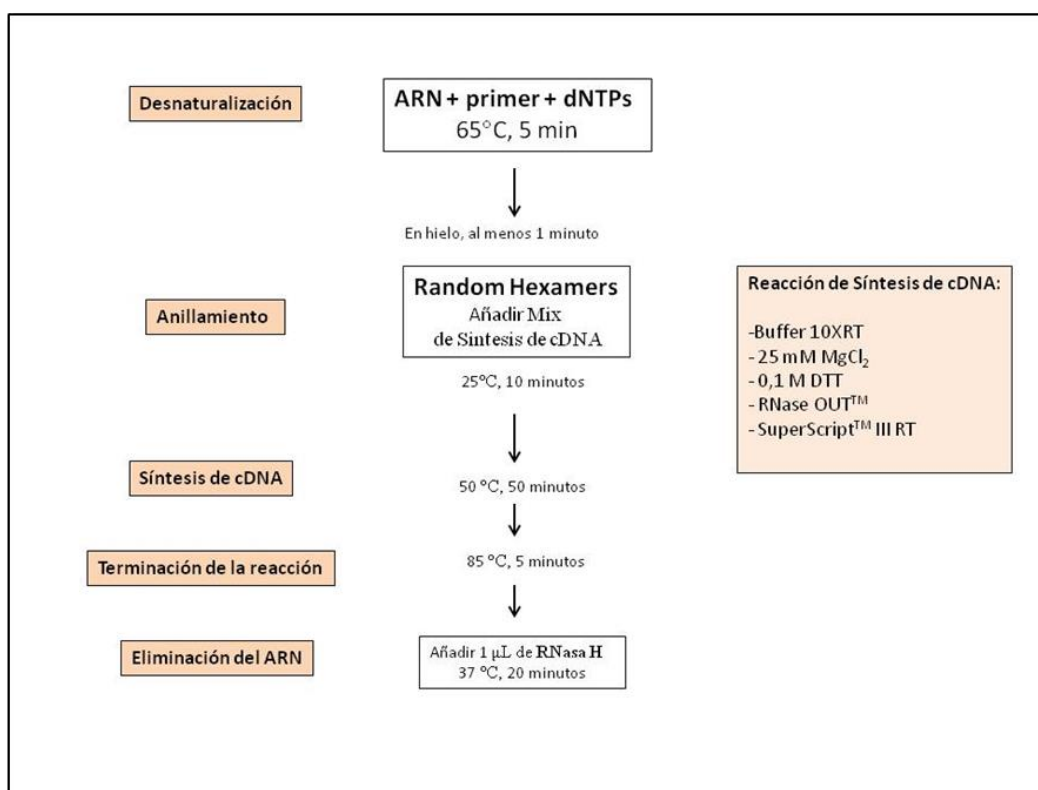 Desnaturalización
ARN + primer + dNTPs
65°C, 5 min
En hielo, al menos 1 minuto
Anillamiento
Random Hexamers
Añadir Mix
de Sintesis de cDNA
25°C, 10 minutos
Reacción de Síntesis de cDNA:
-Buffer 10XRT
- 25 mM MgCl₂
- 0,1 M DTT
- RNase OUT™
- SuperScript™ III RT
Síntesis de cDNA
50 °C, 50 minutos
Terminación de la reacción
85 °C, 5 minutos
Eliminación del ARN
Añadir 1 µL de RNasa H
37 °C, 20 minutos